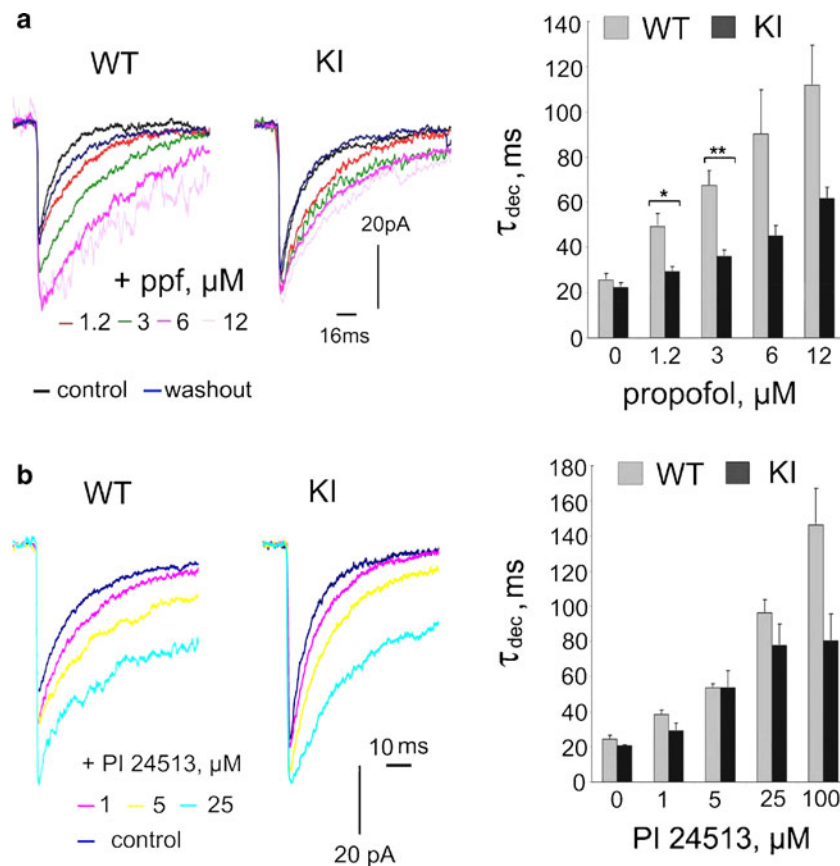 a
WT
KI
+ ppf, µM
1.2 3 6 12
control washout
20pA
16ms
WT KI
τdec, ms
140
120
100
80
60
40
20
0
*
**
0 1.2 3 6 12
propofol, µM
b
WT
KI
+ PI 24513, µM
1 5 25
control
10 ms
20 pA
WT KI
τdec, ms
180
160
140
120
100
80
60
40
20
0
0 1 5 25 100
PI 24513, µM